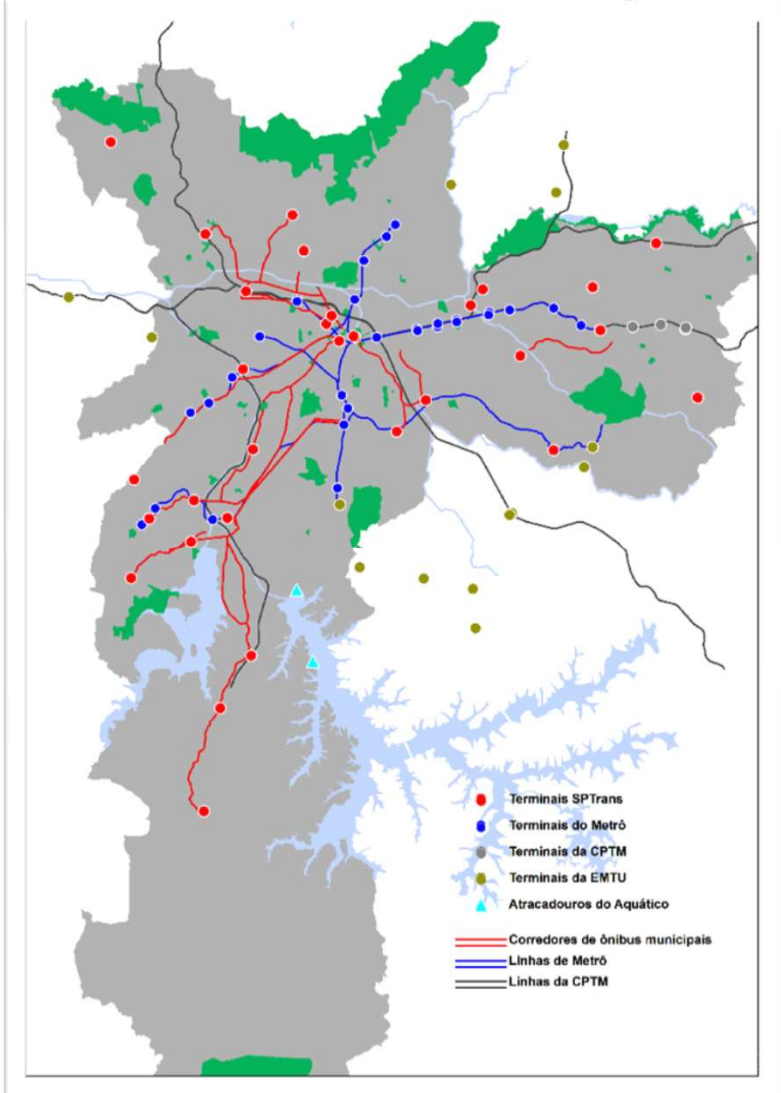 Terminais SPTrans
Terminais do Metrô
Terminais da CPTM
Terminais da EMTU
Atracadouros do Aquático
Corredores de ônibus municipais
Linhas de Metrô
Linhas da CPTM